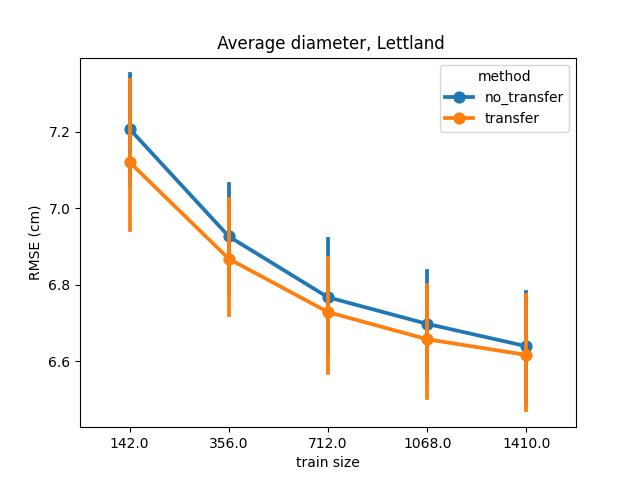 Average diameter, Lettland
method
no_transfer
transfer
7.2
7.0
6.8
6.6
RMSE (cm)
142.0 356.0 712.0 1068.0 1410.0
train size